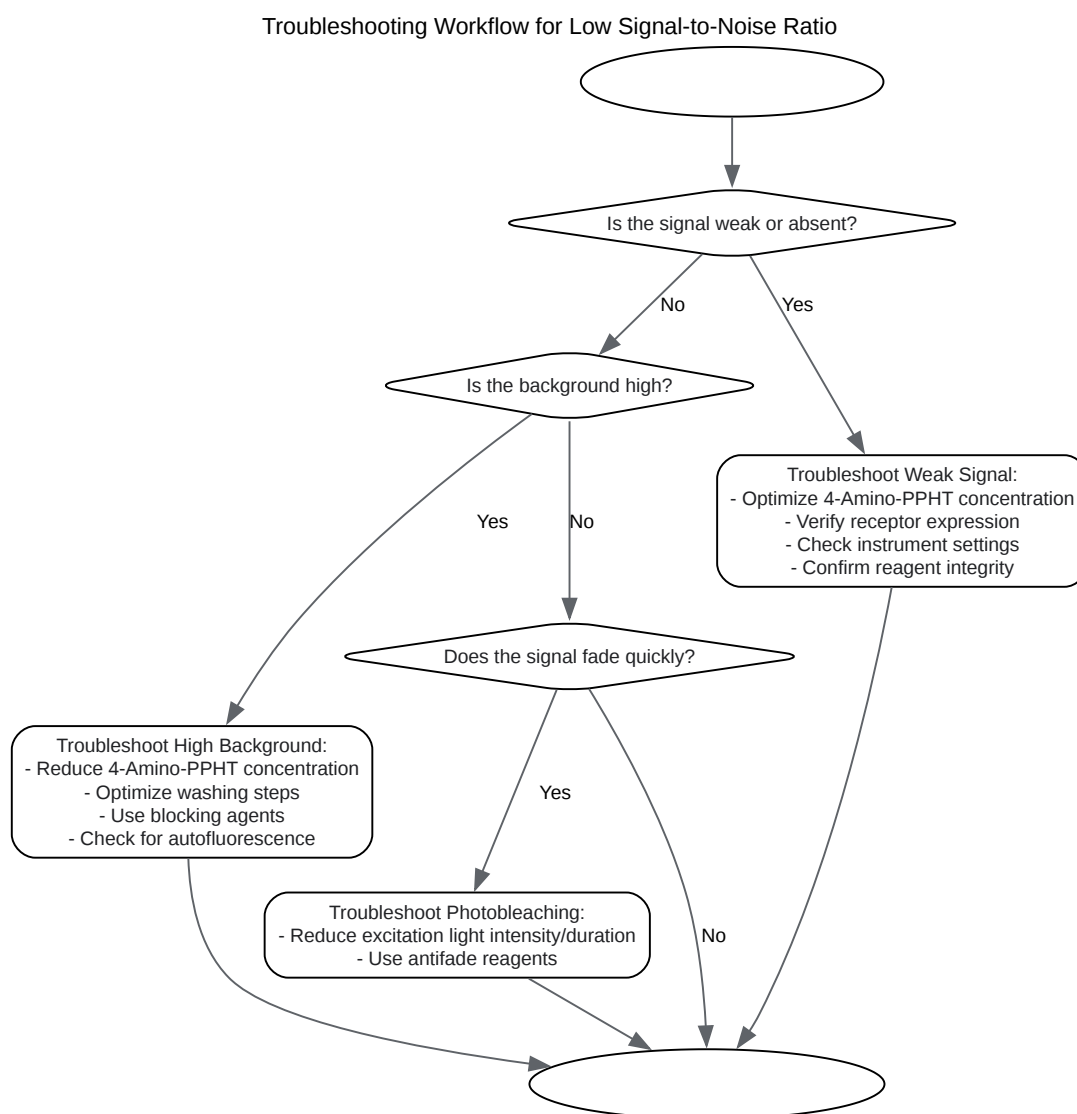 Troubleshooting Workflow for Low Signal-to-Noise Ratio
Is the signal weak or absent?
No
Yes
Is the background high?
Troubleshoot Weak Signal:
- Optimize 4-Amino-PPHT concentration
- Verify receptor expression
- Check instrument settings
- Confirm reagent integrity
Yes
No
Does the signal fade quickly?
Troubleshoot High Background:
- Reduce 4-Amino-PPHT concentration
- Optimize washing steps
- Use blocking agents
- Check for autofluorescence
Yes
Troubleshoot Photobleaching:
- Reduce excitation light intensity/duration
- Use antifade reagents
No